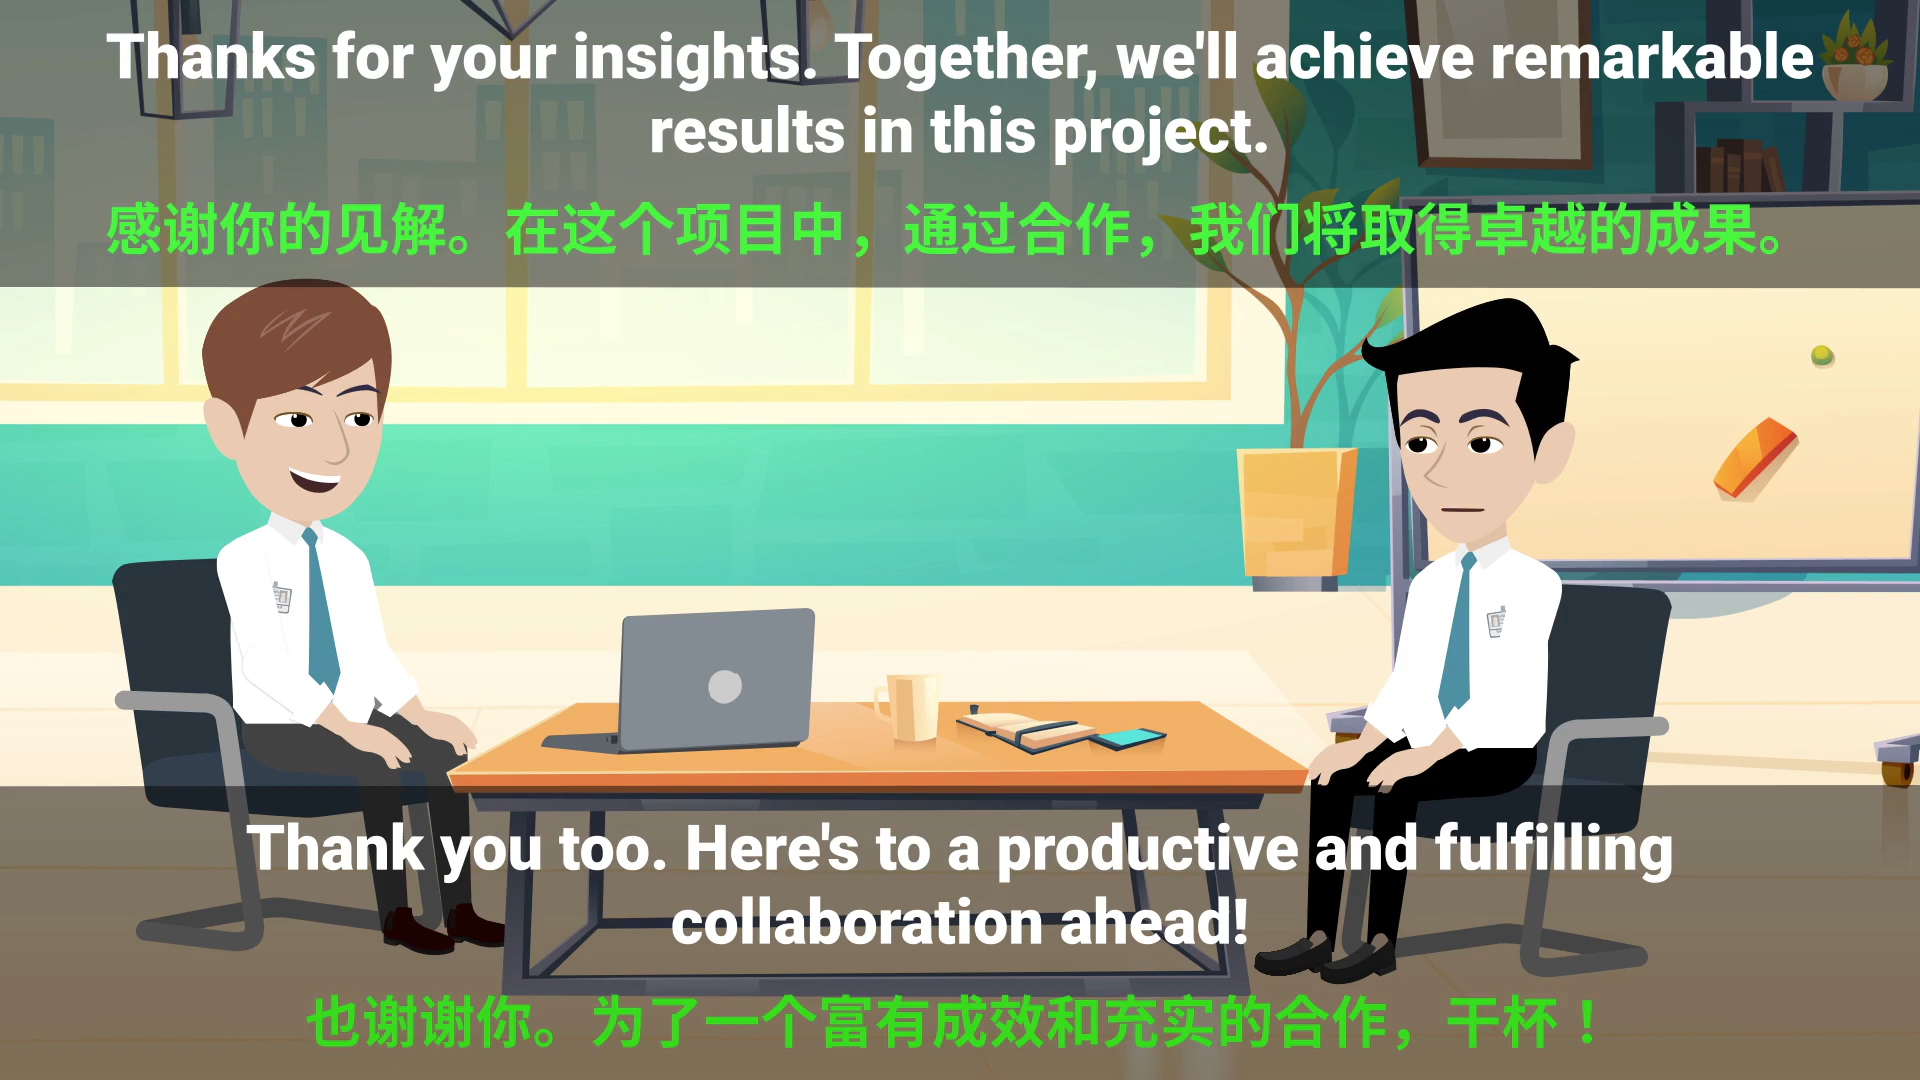 Thanks for your insights. Together, we'll achieve remarkable
results in this project.
感谢你的见解。在这个项目中，通过合作，我们将取得卓越的成果。
Thank you too. Here's to a productive and fulfilling
collaboration ahead!
也谢谢你。为了一个富有成效和充实的合作，干杯！